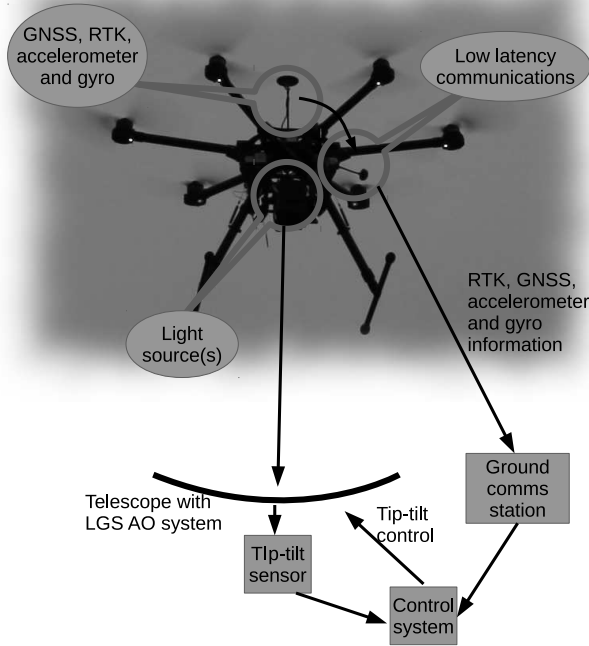 GNSS, RTK,
accelerometer
and gyro
Low latency
communications
Light
source(s)
RTK, GNSS,
accelerometer
and gyro
information
Ground
comms
station
Telescope with
LGS AO system
Tip-tilt
control
TIp-tilt
sensor
Control
system